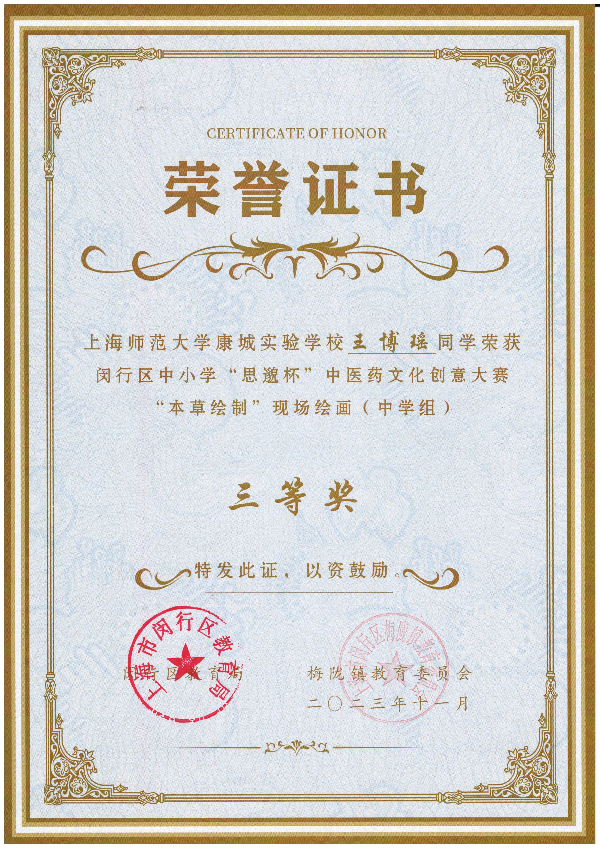 CERTIFICATE OF HONOR
荣誉证书
上海师范大学康城实验学校王博瑶同学荣获
闵行区中小学“思邈杯”中医药文化创意大赛
“本草绘制”现场绘画（中学组）
三等奖
特发此证，以资鼓励。
上海市闵行区教育局
闵行区教育局
梅陇镇教育委员会
二〇二三年十一月